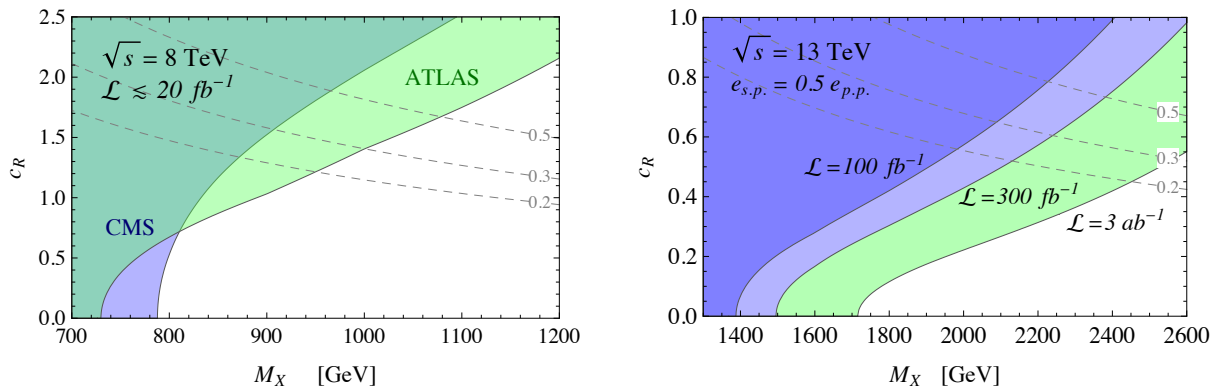 √s = 8 TeV
ℒ ≲ 20 fb⁻¹
ATLAS
CMS
0.5
0.3
0.2
2.5
2.0
1.5
1.0
0.5
0.0
c_R
700 800 900 1000 1100 1200
M_X [GeV]
√s = 13 TeV
e_{s.p.} = 0.5 e_{p.p.}
ℒ=100 fb⁻¹
ℒ=300 fb⁻¹
ℒ=3 ab⁻¹
0.5
0.3
0.2
1.0
0.8
0.6
0.4
0.2
0.0
c_R
1400 1600 1800 2000 2200 2400 2600
M_X [GeV]